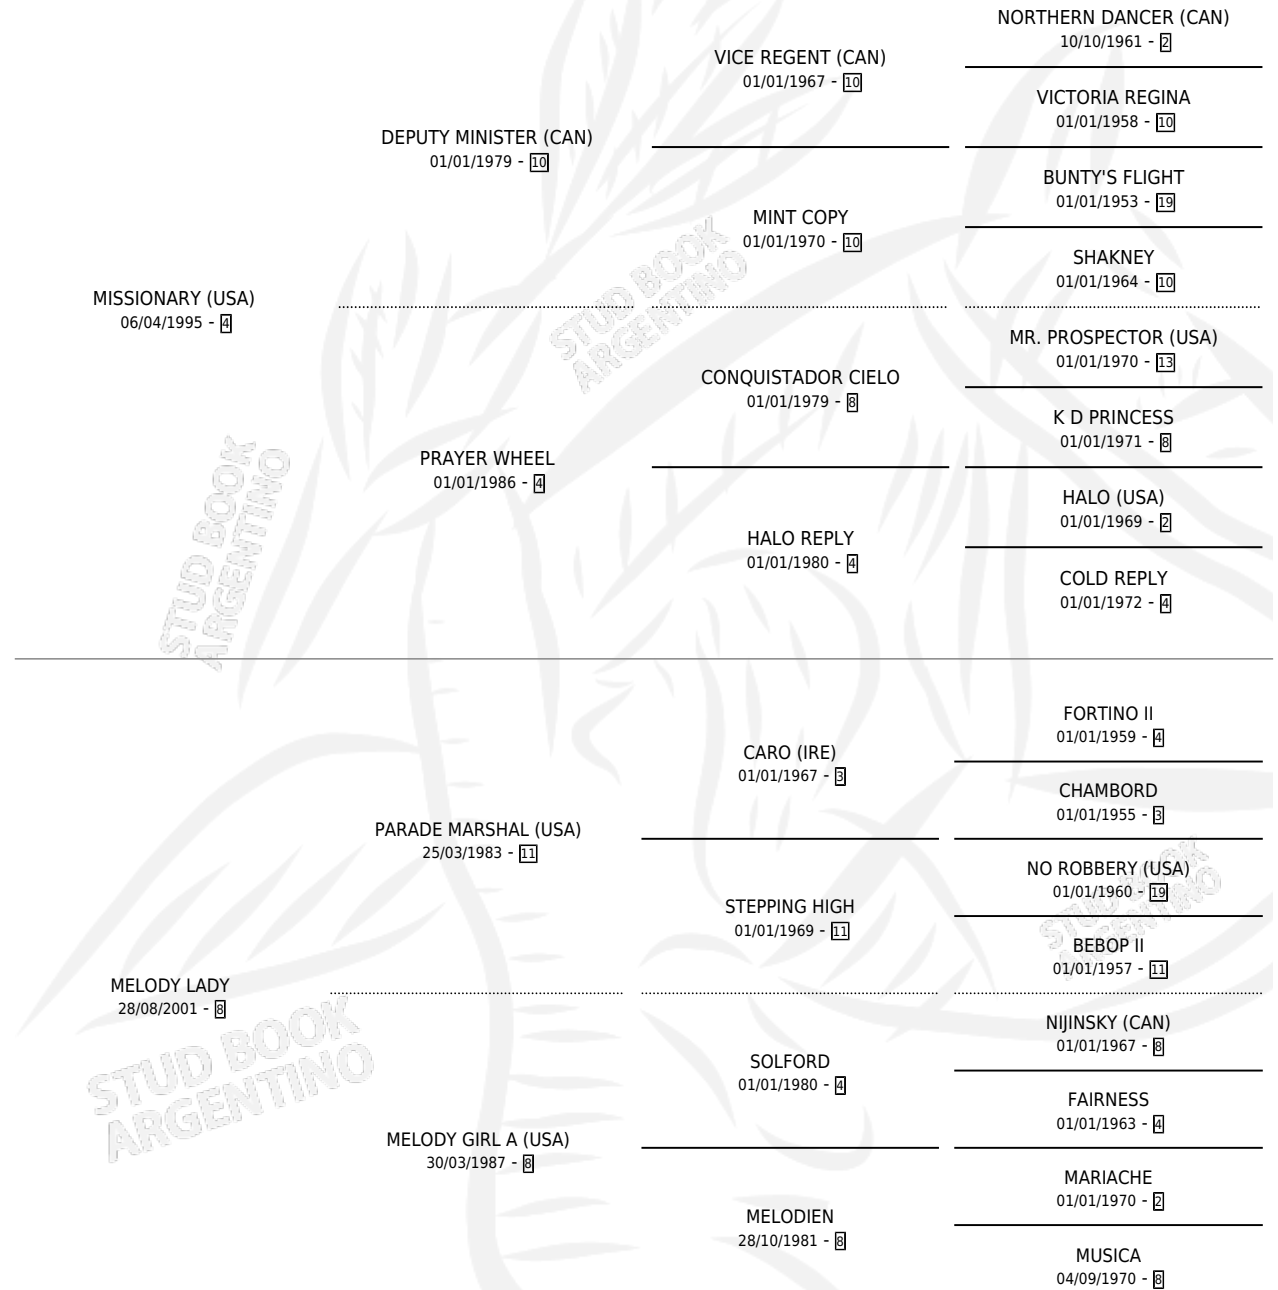 NORTHERN DANCER (CAN)
10/10/1961 - 2
VICE REGENT (CAN)
01/01/1967 - 10
VICTORIA REGINA
01/01/1958 - 10
DEPUTY MINISTER (CAN)
01/01/1979 - 10
BUNTY'S FLIGHT
01/01/1953 - 19
MINT COPY
01/01/1970 - 10
SHAKNEY
01/01/1964 - 10
MISSIONARY (USA)
06/04/1995 - 4
STUD BOOK
ARGENTINO
MR. PROSPECTOR (USA)
01/01/1970 - 13
CONQUISTADOR CIELO
01/01/1979 - 8
K D PRINCESS
01/01/1971 - 8
PRAYER WHEEL
01/01/1986 - 4
HALO (USA)
01/01/1969 - 2
HALO REPLY
01/01/1980 - 4
COLD REPLY
01/01/1972 - 4
STUD BOOK
ARGENTINO
FORTINO II
01/01/1959 - 4
CARO (IRE)
01/01/1967 - 3
CHAMBORD
01/01/1955 - 3
PARADE MARSHAL (USA)
25/03/1983 - 11
NO ROBBERY (USA)
01/01/1960 - 19
STEPPING HIGH
01/01/1969 - 11
STUD BOOK
ARGENTINO
BEBOP II
01/01/1957 - 11
MELODY LADY
28/08/2001 - 8
NIJINSKY (CAN)
01/01/1967 - 8
SOLFORD
01/01/1980 - 4
STUD BOOK
ARGENTINO
FAIRNESS
01/01/1963 - 4
MELODY GIRL A (USA)
30/03/1987 - 8
MARIACHE
01/01/1970 - 2
MELODIEN
28/10/1981 - 8
MUSICA
04/09/1970 - 8